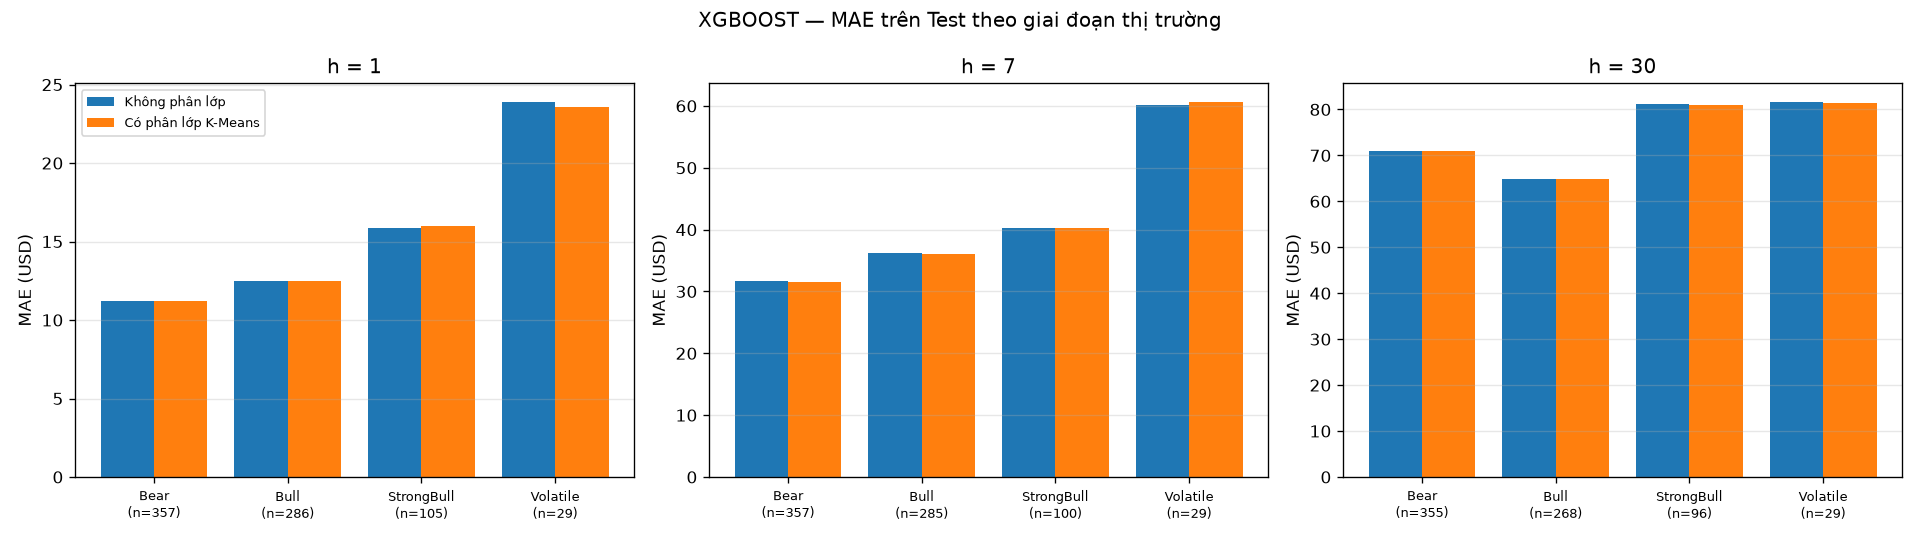 XGBOOST — MAE trên Test theo giai đoạn thị trường
h = 1
MAE (USD)
25
20
15
10
5
0
Không phân lớp
Có phân lớp K-Means
Bear
(n=357)
Bull
(n=286)
StrongBull
(n=105)
Volatile
(n=29)
h = 7
MAE (USD)
60
50
40
30
20
10
0
Bear
(n=357)
Bull
(n=285)
StrongBull
(n=100)
Volatile
(n=29)
h = 30
MAE (USD)
80
70
60
50
40
30
20
10
0
Bear
(n=355)
Bull
(n=268)
StrongBull
(n=96)
Volatile
(n=29)